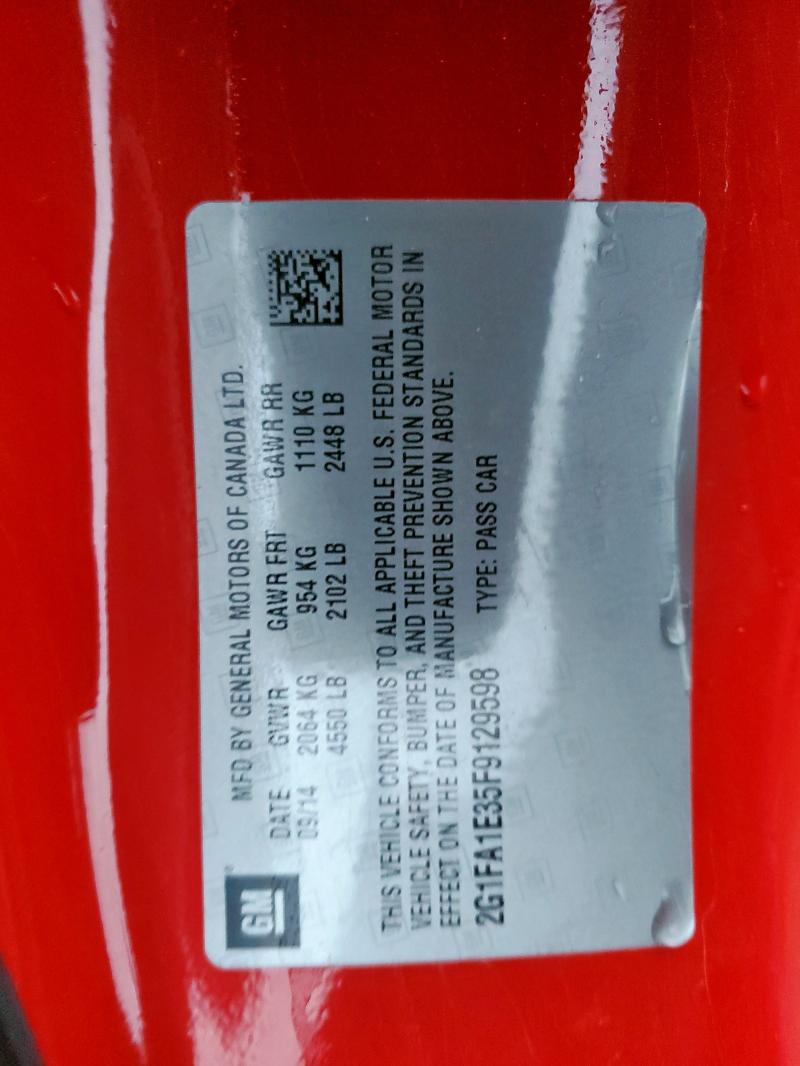 GM
MFD BY GENERAL MOTORS OF CANADA LTD.
DATE GVWR GAWR FRT GAWR RR
09/14 2064 KG 954 KG 1110 KG
4550 LB 2102 LB 2448 LB
THIS VEHICLE CONFORMS TO ALL APPLICABLE U.S. FEDERAL MOTOR
VEHICLE SAFETY, BUMPER, AND THEFT PREVENTION STANDARDS IN
EFFECT ON THE DATE OF MANUFACTURE SHOWN ABOVE.
2G1FA1E35F9129598 TYPE: PASS CAR